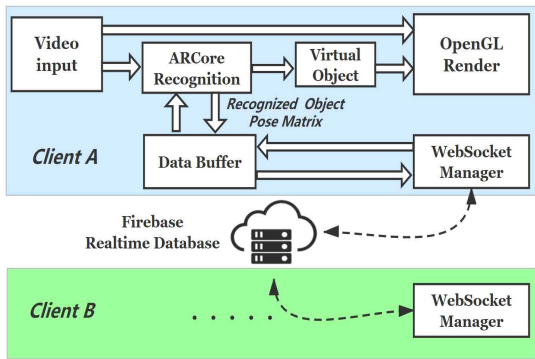 Video
input
ARCore
Recognition
Virtual
Object
OpenGL
Render
Recognized Object
Pose Matrix
Client A
Data Buffer
WebSocket
Manager
Firebase
Realtime Database
Client B
. . . . .
WebSocket
Manager